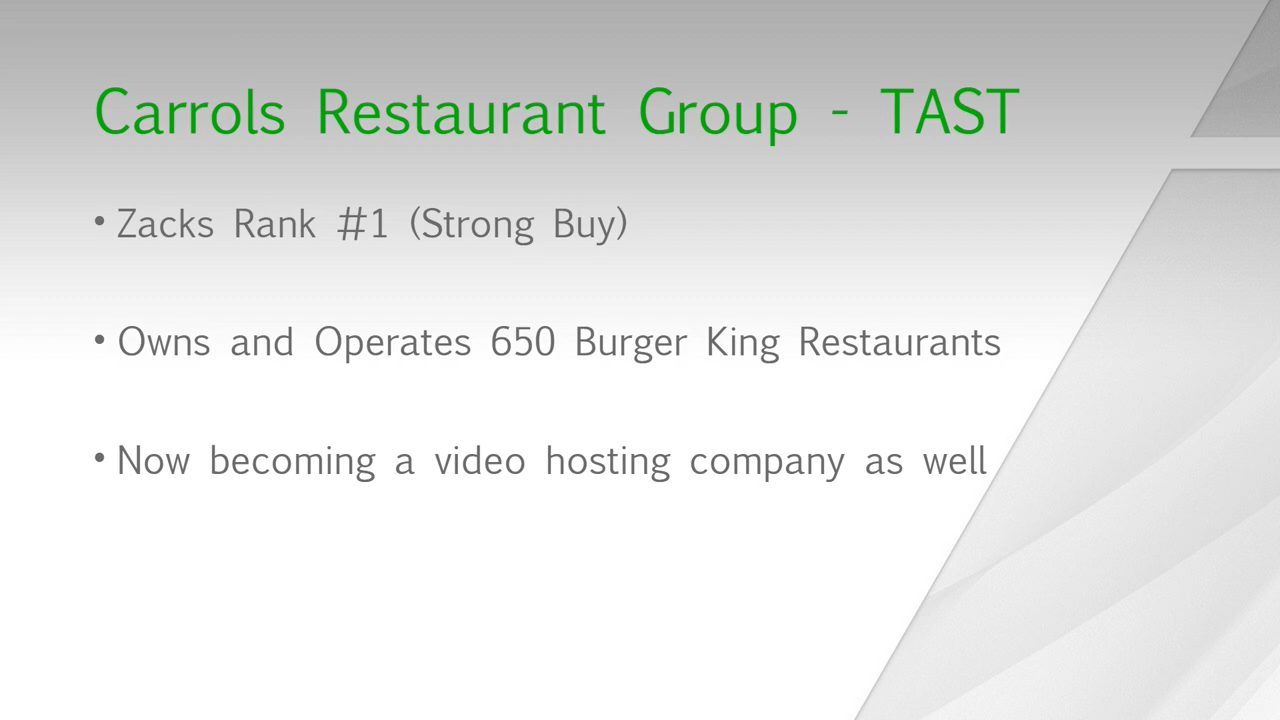 Carrols Restaurant Group - TAST
• Zacks Rank #1 (Strong Buy)
• Owns and Operates 650 Burger King Restaurants
• Now becoming a video hosting company as well